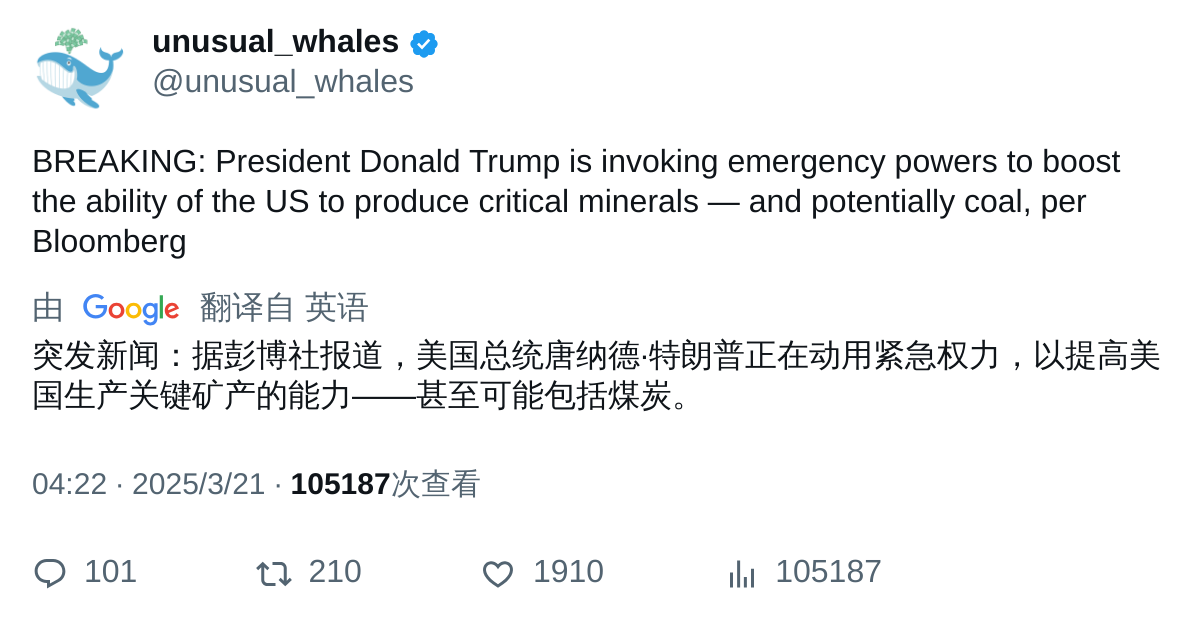 unusual_whales
@unusual_whales
BREAKING: President Donald Trump is invoking emergency powers to boost
the ability of the US to produce critical minerals — and potentially coal, per
Bloomberg
由 Google 翻译自 英语
突发新闻：据彭博社报道，美国总统唐纳德·特朗普正在动用紧急权力，以提高美
国生产关键矿产的能力——甚至可能包括煤炭。
04:22 · 2025/3/21 · 105187次查看
101 210 1910 105187